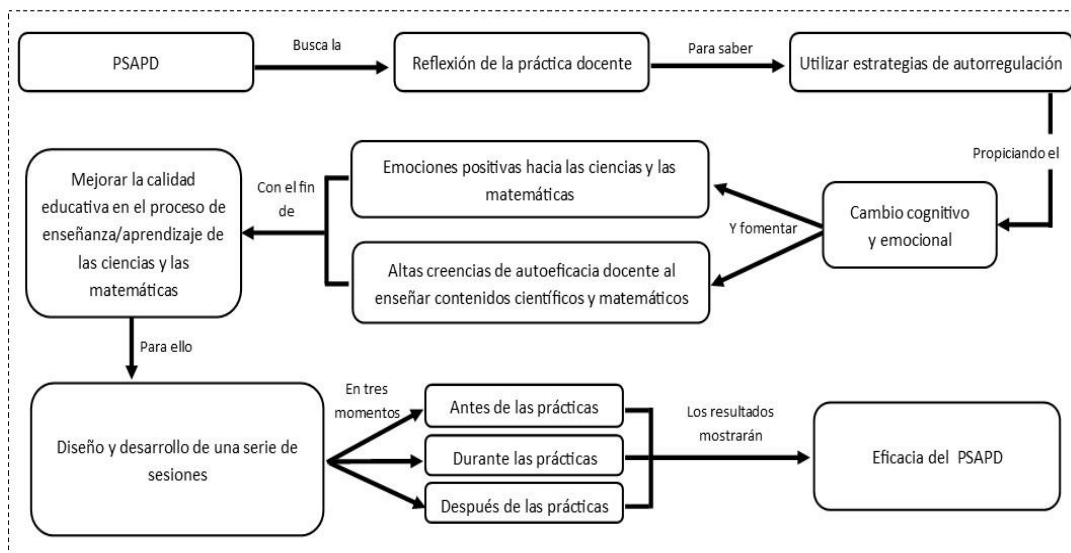 PSAPD
Busca la
Reflexión de la práctica docente
Para saber
Utilizar estrategias de autorregulación
Propiciando el
Cambio cognitivo
y emocional
Y fomentar
Emociones positivas hacia las ciencias y las
matemáticas
Altas creencias de autoeficacia docente al
enseñar contenidos científicos y matemáticos
Con el fin
de
Mejorar la calidad
educativa en el proceso de
enseñanza/aprendizaje de
las ciencias y las
matemáticas
Para ello
Diseño y desarrollo de una serie de
sesiones
En tres
momentos
Antes de las prácticas
Durante las prácticas
Después de las prácticas
Los resultados
mostrarán
Eficacia del PSAPD